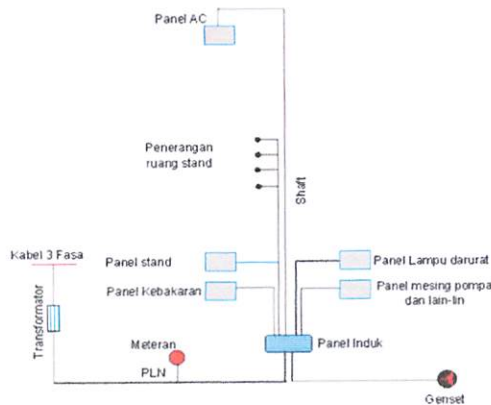 Panel AC
Penerangan
ruang stand
Shaft
Kabel 3 Fasa
Panel stand
Panel Lampu darurat
Panel Kebakaran
Panel mesing pompa
dan lain-lin
Transformator
Meteran
Panel Induk
PLN
Genset